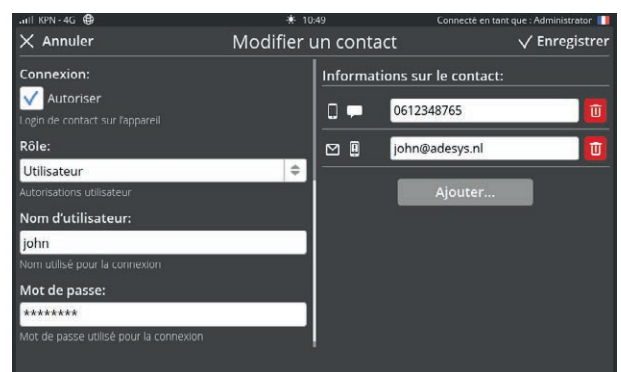 KPN - 4G
10:49
Connecté en tant que : Administrator
Annuler
Modifier un contact
Enregistrer
Connexion:
Autoriser
Login de contact sur l'appareil
Rôle:
Utilisateur
Autorisations utilisateur
Nom d'utilisateur:
john
Nom utilisé pour la connexion
Mot de passe:
********
Mot de passe utilisé pour la connexion
Informations sur le contact:
0612348765
john@adesys.nl
Ajouter...